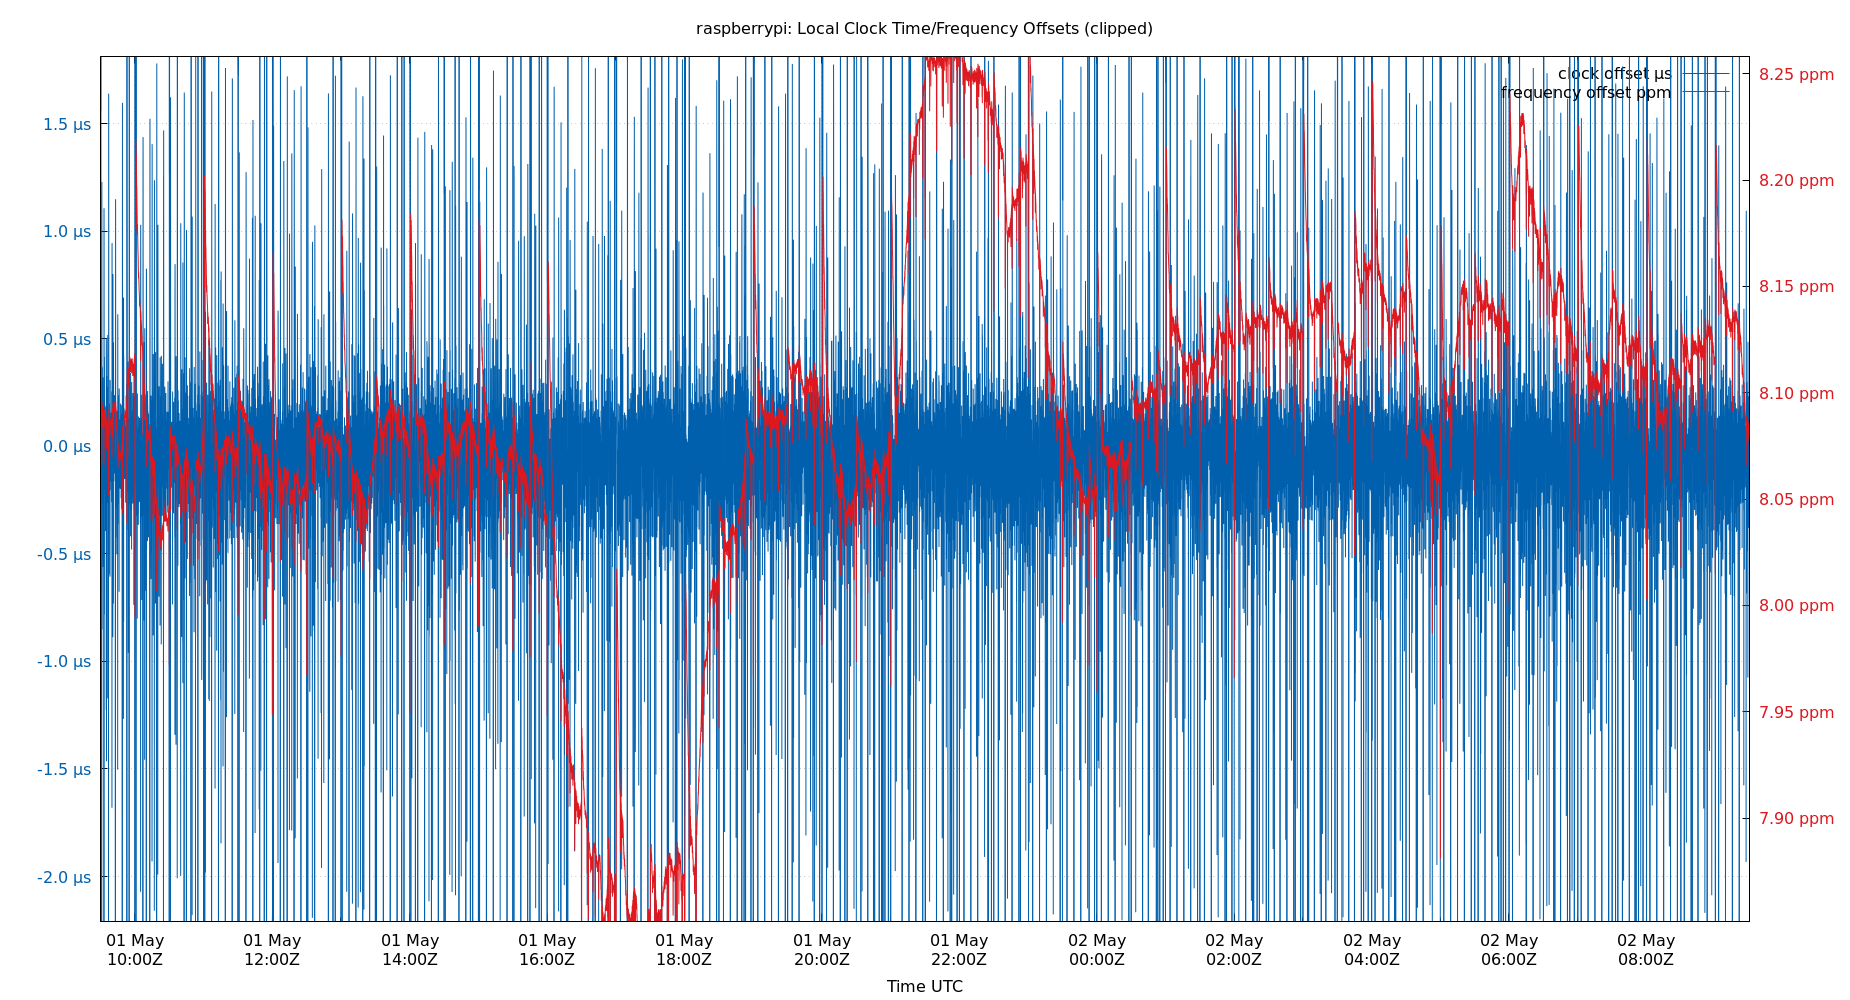 raspberrypi: Local Clock Time/Frequency Offsets (clipped)
clock offset µs
frequency offset ppm
1.5 µs
1.0 µs
0.5 µs
0.0 µs
-0.5 µs
-1.0 µs
-1.5 µs
-2.0 µs
8.25 ppm
8.20 ppm
8.15 ppm
8.10 ppm
8.05 ppm
8.00 ppm
7.95 ppm
7.90 ppm
01 May
10:00Z
01 May
12:00Z
01 May
14:00Z
01 May
16:00Z
01 May
18:00Z
01 May
20:00Z
01 May
22:00Z
02 May
00:00Z
02 May
02:00Z
02 May
04:00Z
02 May
06:00Z
02 May
08:00Z
Time UTC